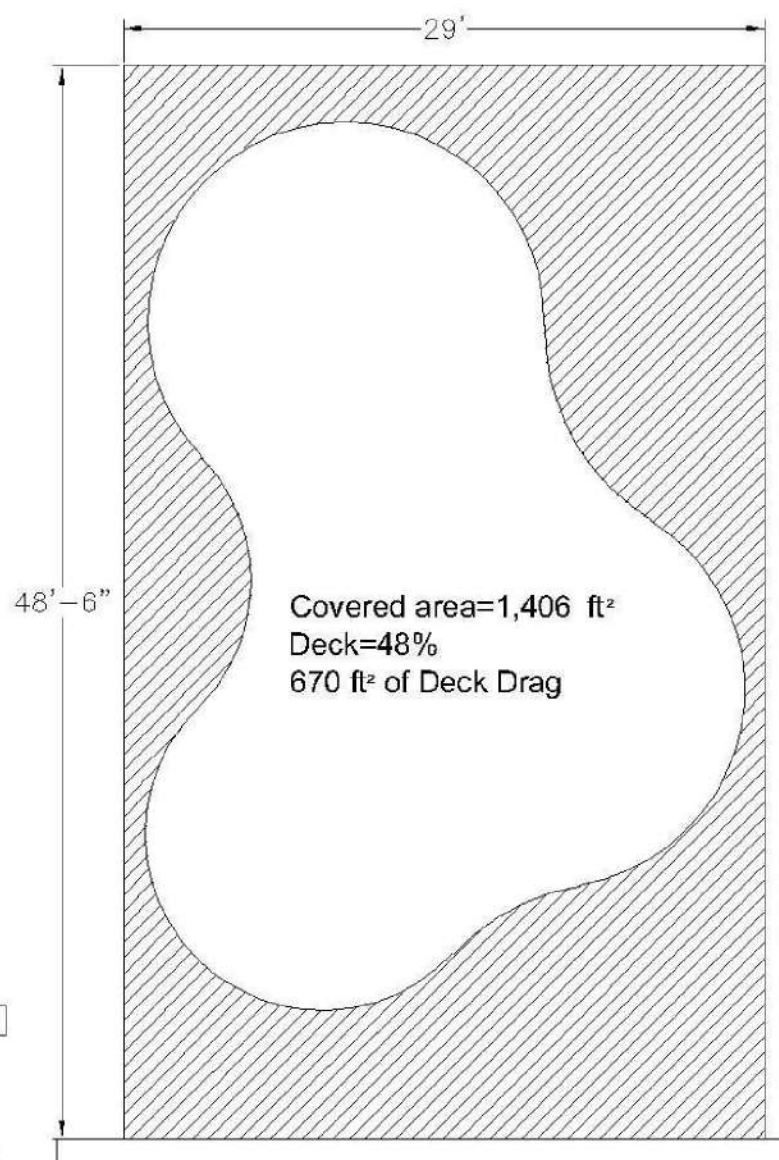 29'
48'-6"
Covered area=1,406 ft²
Deck=48%
670 ft² of Deck Drag